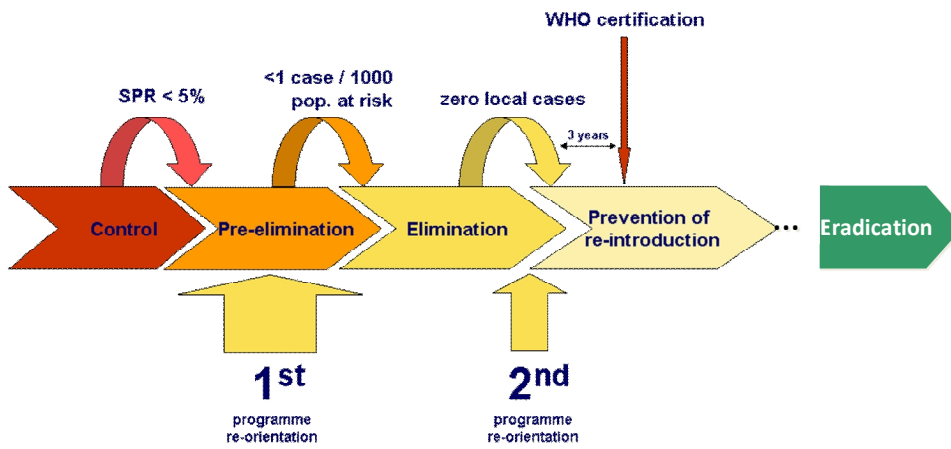 WHO certification
<1 case / 1000
pop. at risk
SPR < 5%
zero local cases
3 years
Control
Pre-elimination
Elimination
Prevention of
re-introduction
...
Eradication
1st
programme
re-orientation
2nd
programme
re-orientation